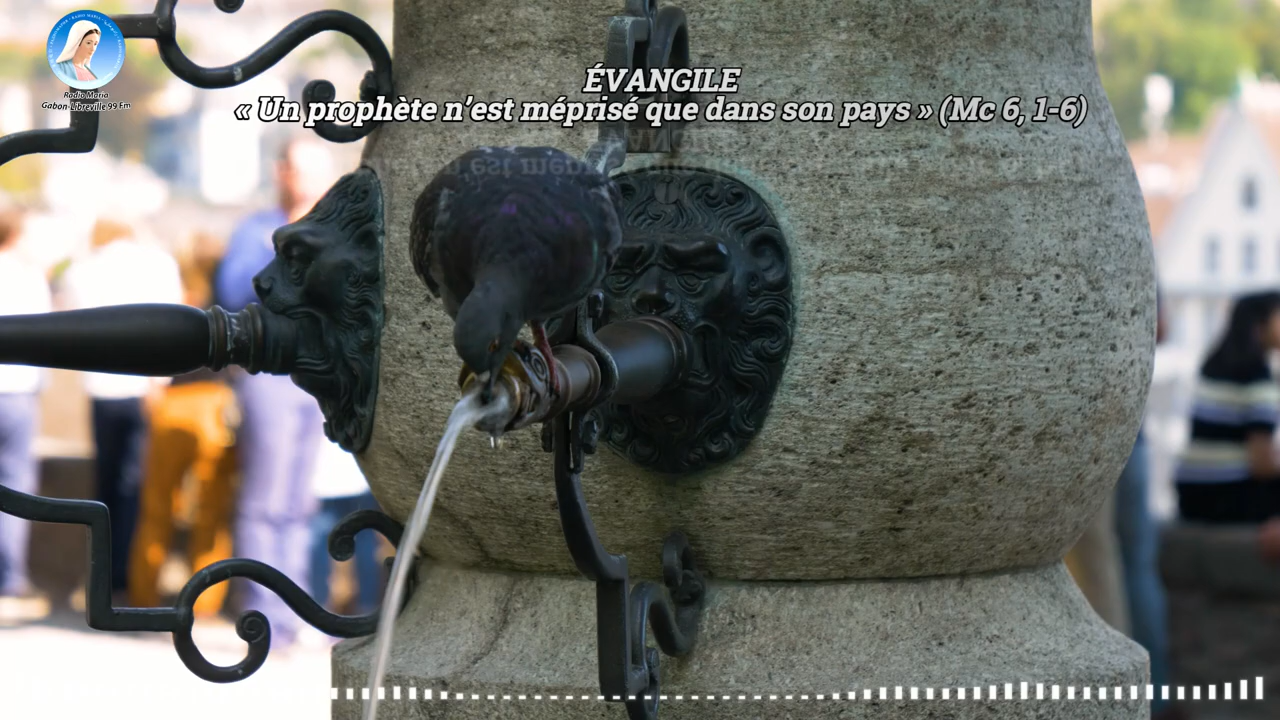 Radio Maria
Gabon-Libreville 99 Fm
ÉVANGILE
« Un prophète n’est méprisé que dans son pays » (Mc 6, 1-6)